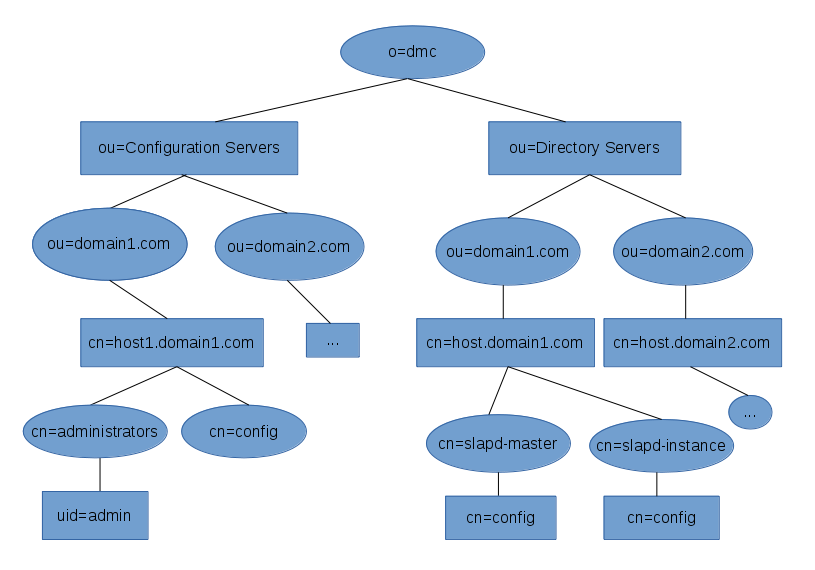 o=dmc
ou=Configuration Servers
ou=Directory Servers
ou=domain1.com
ou=domain2.com
ou=domain1.com
ou=domain2.com
cn=host1.domain1.com
...
cn=host.domain1.com
cn=host.domain2.com
cn=administrators
cn=config
cn=slapd-master
cn=slapd-instance
...
uid=admin
cn=config
cn=config